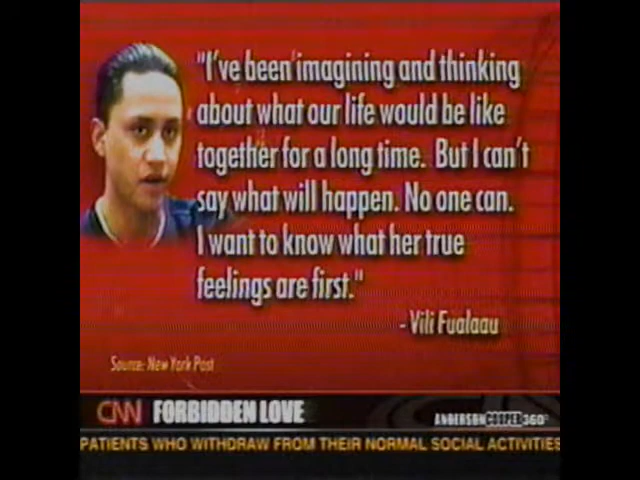 "I've been imagining and thinking
about what our life would be like
together for a long time. But I can't
say what will happen. No one can.
I want to know what her true
feelings are first."
- Vili Fualaau
Source: New York Post
CNN FORBIDDEN LOVE
ANDERSON COOPER 360°
PATIENTS WHO WITHDRAW FROM THEIR NORMAL SOCIAL ACTIVITIES